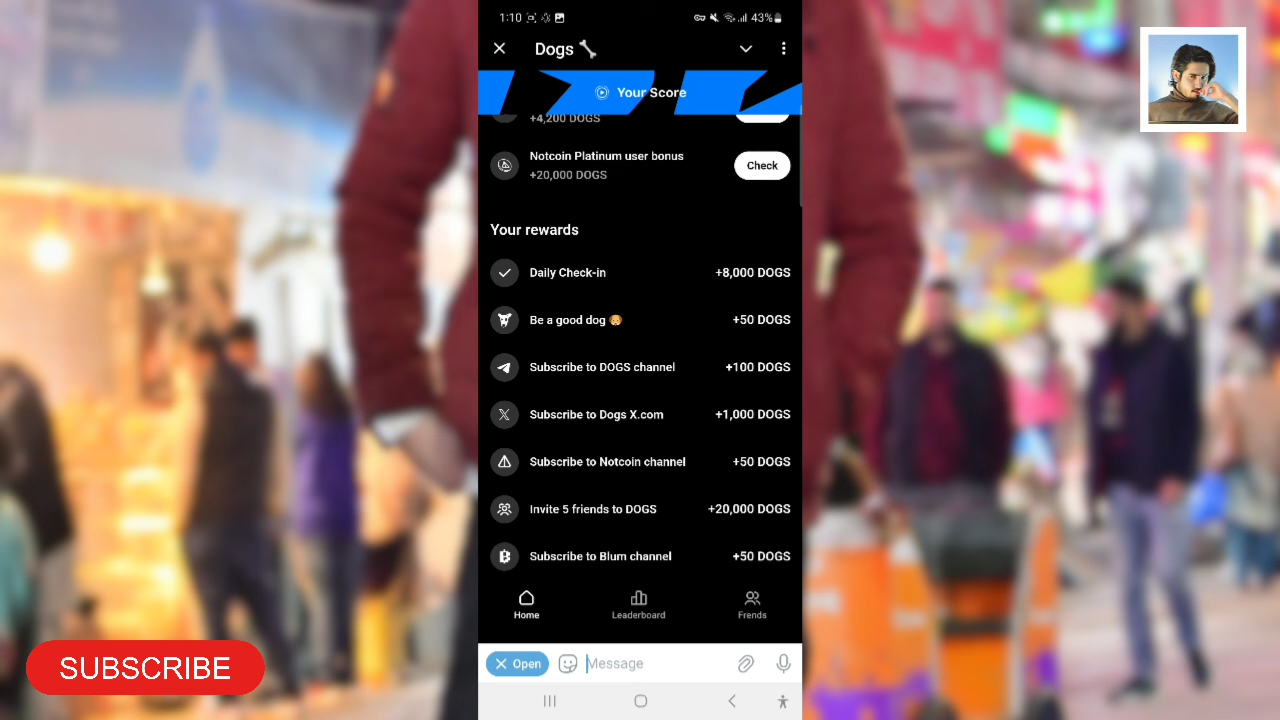 1:10
43%
Dogs
Your Score
+4,200 DOGS
Notcoin Platinum user bonus
+20,000 DOGS
Check
Your rewards
Daily Check-in +8,000 DOGS
Be a good dog +50 DOGS
Subscribe to DOGS channel +100 DOGS
Subscribe to Dogs X.com +1,000 DOGS
Subscribe to Notcoin channel +50 DOGS
Invite 5 friends to DOGS +20,000 DOGS
Subscribe to Blum channel +50 DOGS
Home Leaderboard Frends
Open Message
SUBSCRIBE